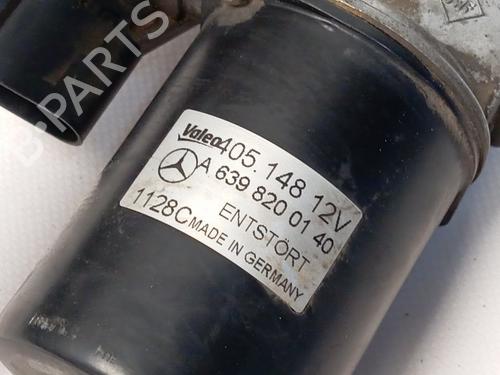 Valeo 405.148 12V
A 639 820 01 40
ENTSTÖRT
1128C MADE IN GERMANY
B-PARTS